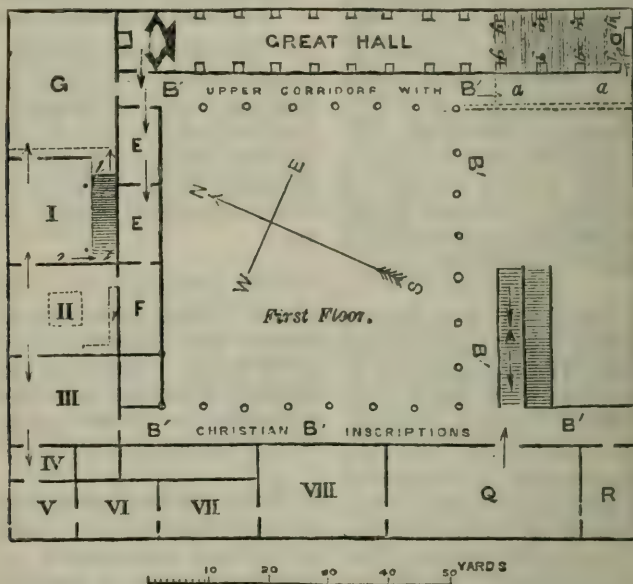 GREAT HALL
G
B' UPPER CORRIDORF WITH B' a a
E
N E
B'
I
E
W S
II
F
First Floor.
B'
III
B' CHRISTIAN B' INSCRIPTIONS B'
IV
V VI VII VIII Q R
10 20 30 40 50 YARDS